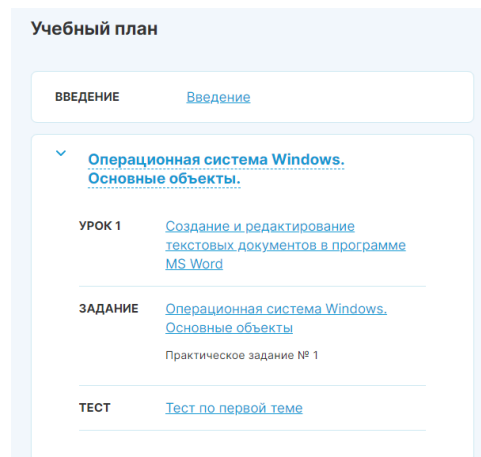 Учебный план
ВВЕДЕНИЕ Введение
Операционная система Windows.
Основные объекты.
УРОК 1 Создание и редактирование
текстовых документов в программе
MS Word
ЗАДАНИЕ Операционная система Windows.
Основные объекты
Практическое задание № 1
ТЕСТ Тест по первой теме